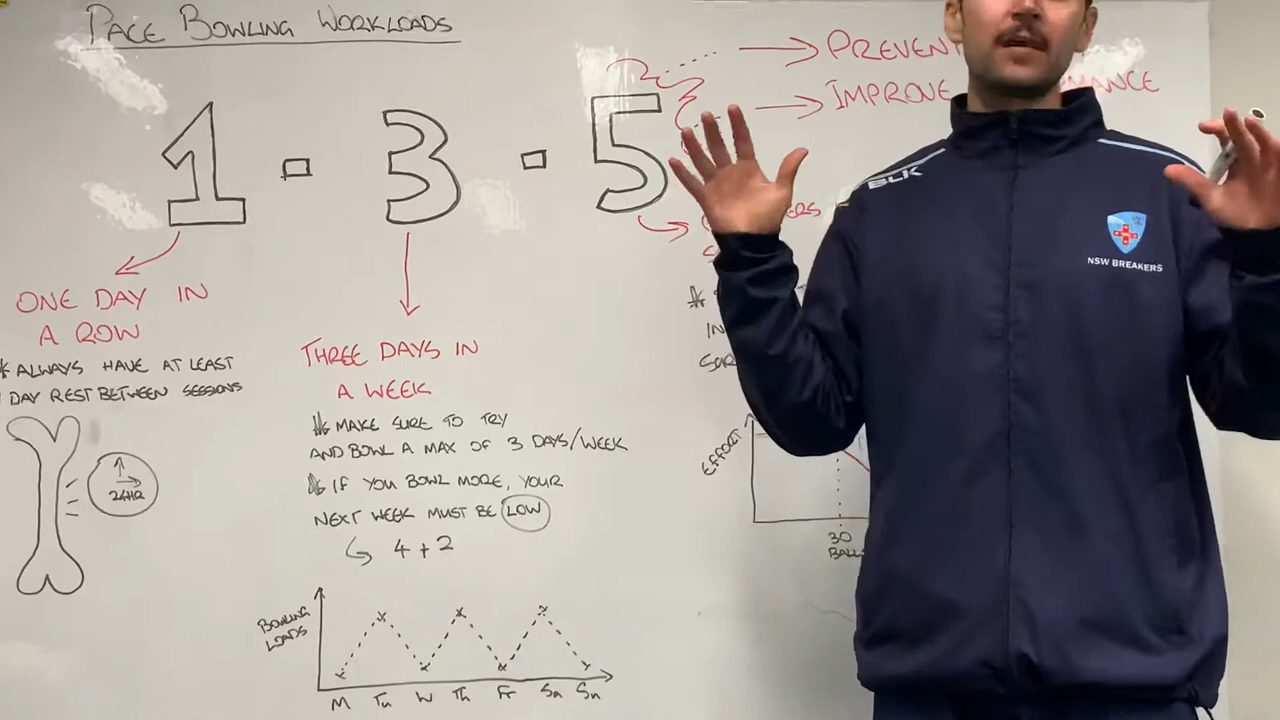 PACE BOWLING WORKLOADS
1 - 3 - 5
PREVENT
IMPROVE
ONE DAY IN
A ROW
* ALWAYS HAVE AT LEAST
DAY REST BETWEEN SESSIONS
24HR
THREE DAYS IN
A WEEK
* MAKE SURE TO TRY
AND BOWL A MAX OF 3 DAYS/WEEK
* IF YOU BOWL MORE, YOUR
NEXT WEEK MUST BE LOW
4 + 2
BOWLING
LOADS
M Tu W Th Fr Sa Su
EFFORT
30
BLK
NSW BREAKERS